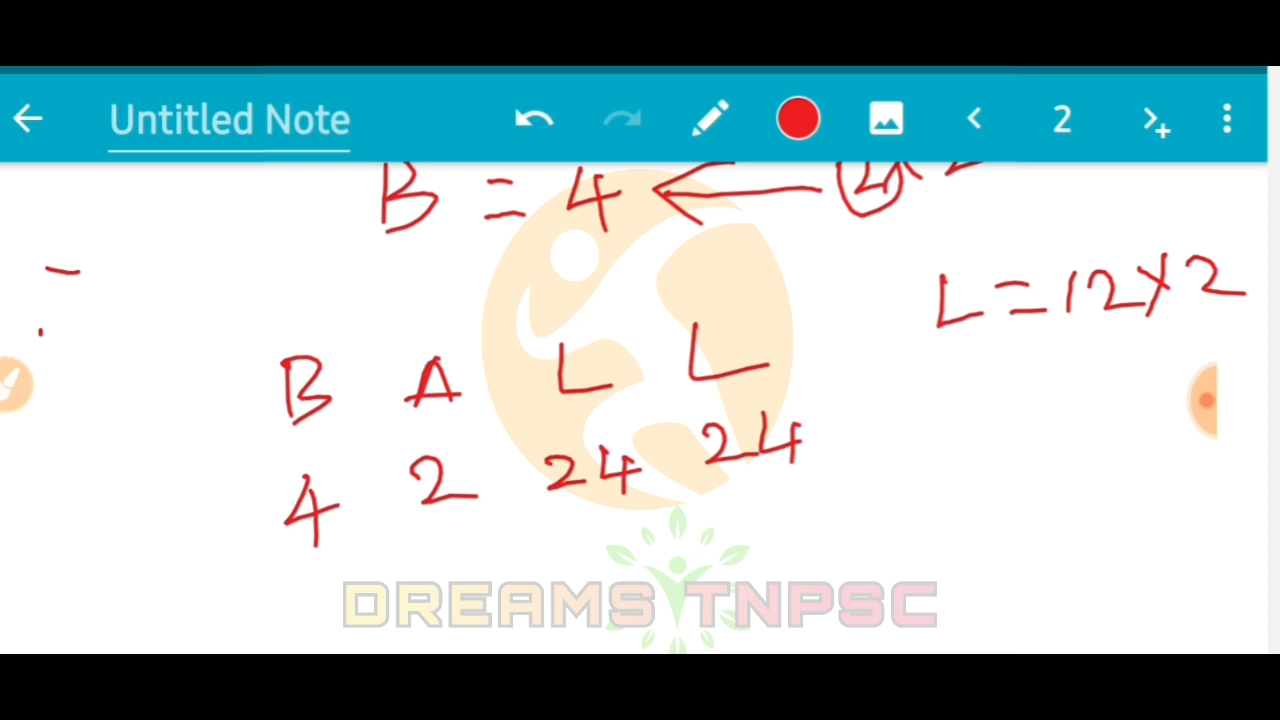 Untitled Note
2
B = 4 ←
L = 12 x 2
B A L L
4 2 24 24
DREAMS TNPSC